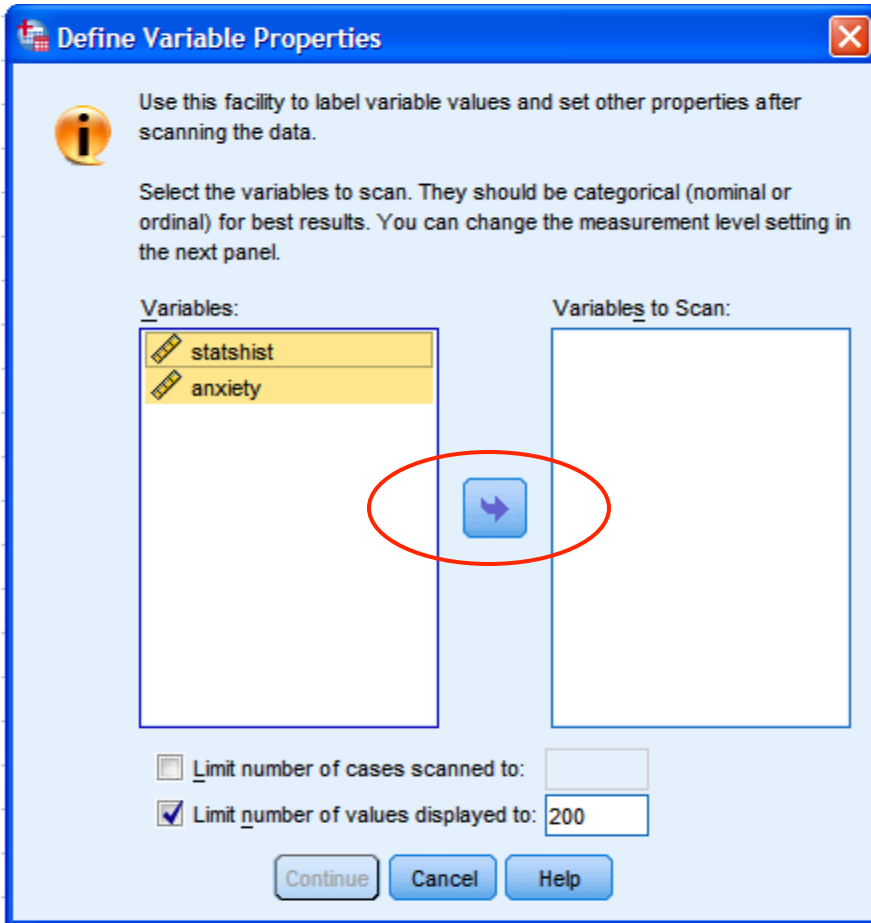 Define Variable Properties
Use this facility to label variable values and set other properties after
scanning the data.
Select the variables to scan. They should be categorical (nominal or
ordinal) for best results. You can change the measurement level setting in
the next panel.
Variables:
Variables to Scan:
statshist
anxiety
Limit number of cases scanned to:
Limit number of values displayed to: 200
Continue Cancel Help